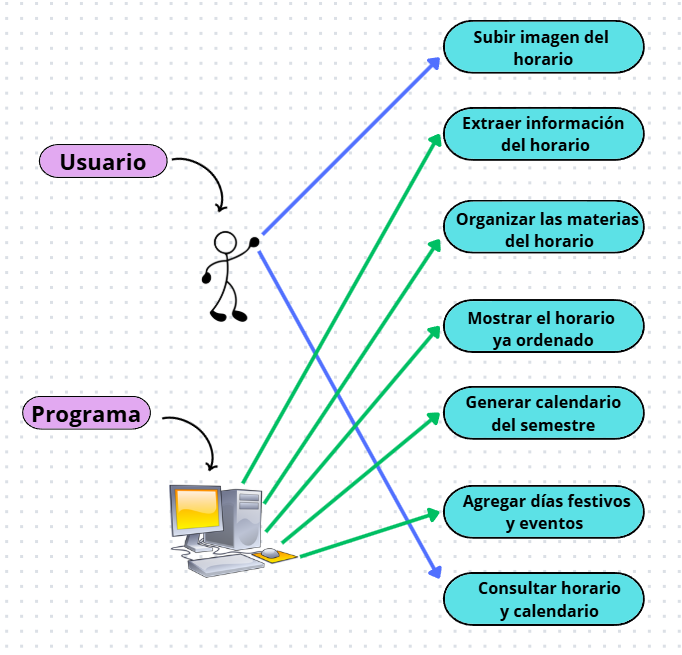 Subir imagen del
horario
Extraer información
del horario
Usuario
Organizar las materias
del horario
Mostrar el horario
ya ordenado
Programa
Generar calendario
del semestre
Agregar días festivos
y eventos
Consultar horario
y calendario